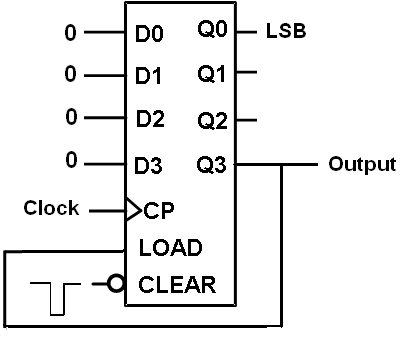 0 D0 Q0 LSB
0 D1 Q1
0 D2 Q2
0 D3 Q3 Output
Clock CP
LOAD
CLEAR